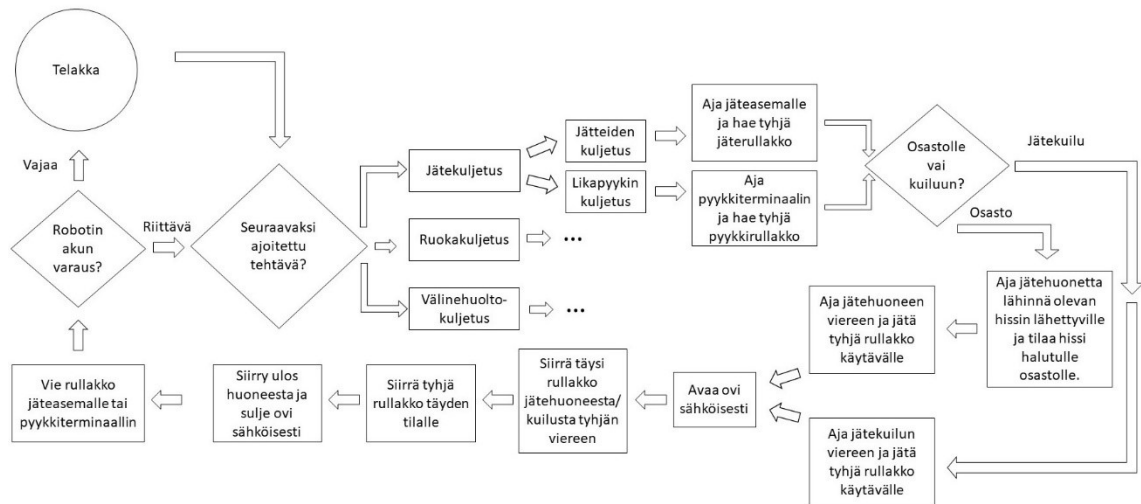 Telakka
Vajaa
Robotin
akun
varaus?
Riittävä
Seuraavaksi
ajoitettu
tehtävä?
Jätekuljetus
Ruokakuljetus
Välinehuolto-
kuljetus
Jätteiden
kuljetus
Likapyykin
kuljetus
...
...
Aja jäteasemalle
ja hae tyhjä
jäterullakko
Aja
pyykkiterminaalin
ja hae tyhjä
pyykkirullakko
Osastolle
vai
kuiluun?
Jätekuilu
Osasto
Aja jätehuonetta
lähinnä olevan
hissin lähettyville
ja tilaa hissi
halutulle
osastolle.
Aja jätehuoneen
viereen ja jätä
tyhjä rullakko
käytävälle
Aja jätekuilun
viereen ja jätä
tyhjä rullakko
käytävälle
Avaa ovi
sähköisesti
Siirrä täysi
rullakko
jätehuoneesta/
kuilusta tyhjän
viereen
Siirrä tyhjä
rullakko täyden
tilalle
Siirry ulos
huoneesta ja
sulje ovi
sähköisesti
Vie rullakko
jäteasemalle tai
pyykkiterminaallin